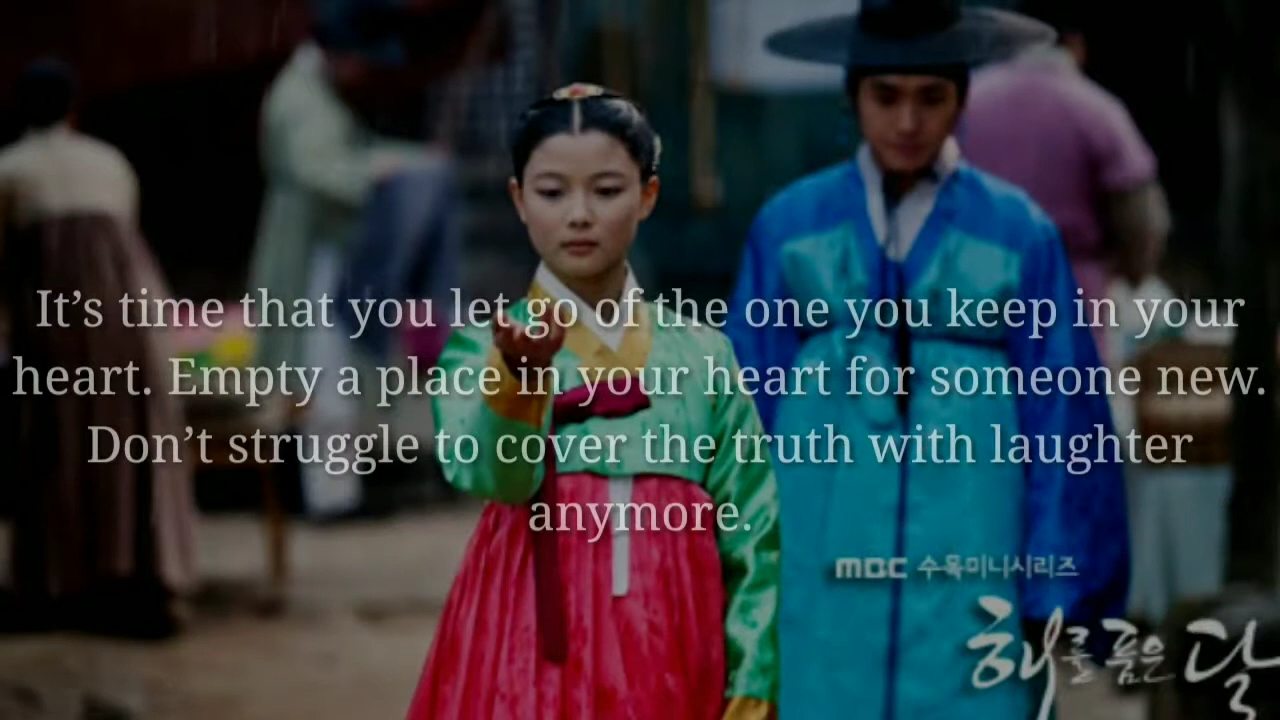 It’s time that you let go of the one you keep in your
heart. Empty a place in your heart for someone new.
Don’t struggle to cover the truth with laughter
anymore.
MBC 수목미니시리즈
해를 품은 달